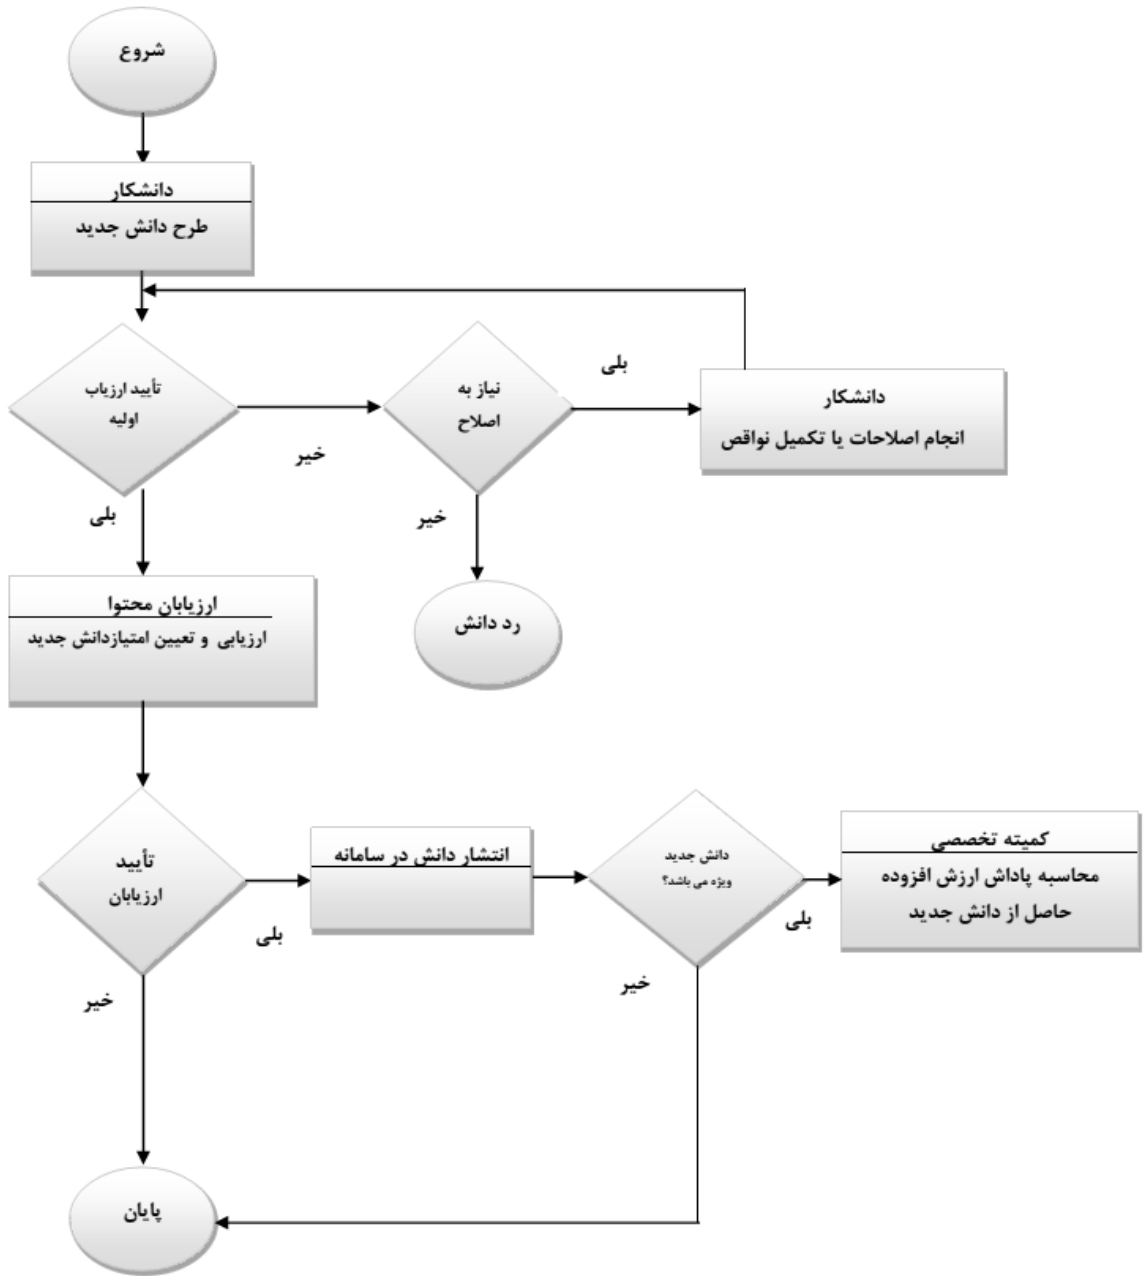 شروع
دانشکار
طرح دانش جدید
تأیید ارزیاب
اولیه
خیر
نیاز به
اصلاح
بلی
دانشکار
انجام اصلاحات یا تکمیل نواقص
بلی
خیر
رد دانش
ارزیابان محتوا
ارزیابی و تعیین امتیازدانش جدید
تأیید
ارزیابان
بلی
انتشار دانش در سامانه
دانش جدید
ویژه می باشد؟
بلی
کمیته تخصصی
محاسبه پاداش ارزش افزوده
حاصل از دانش جدید
خیر
خیر
پایان